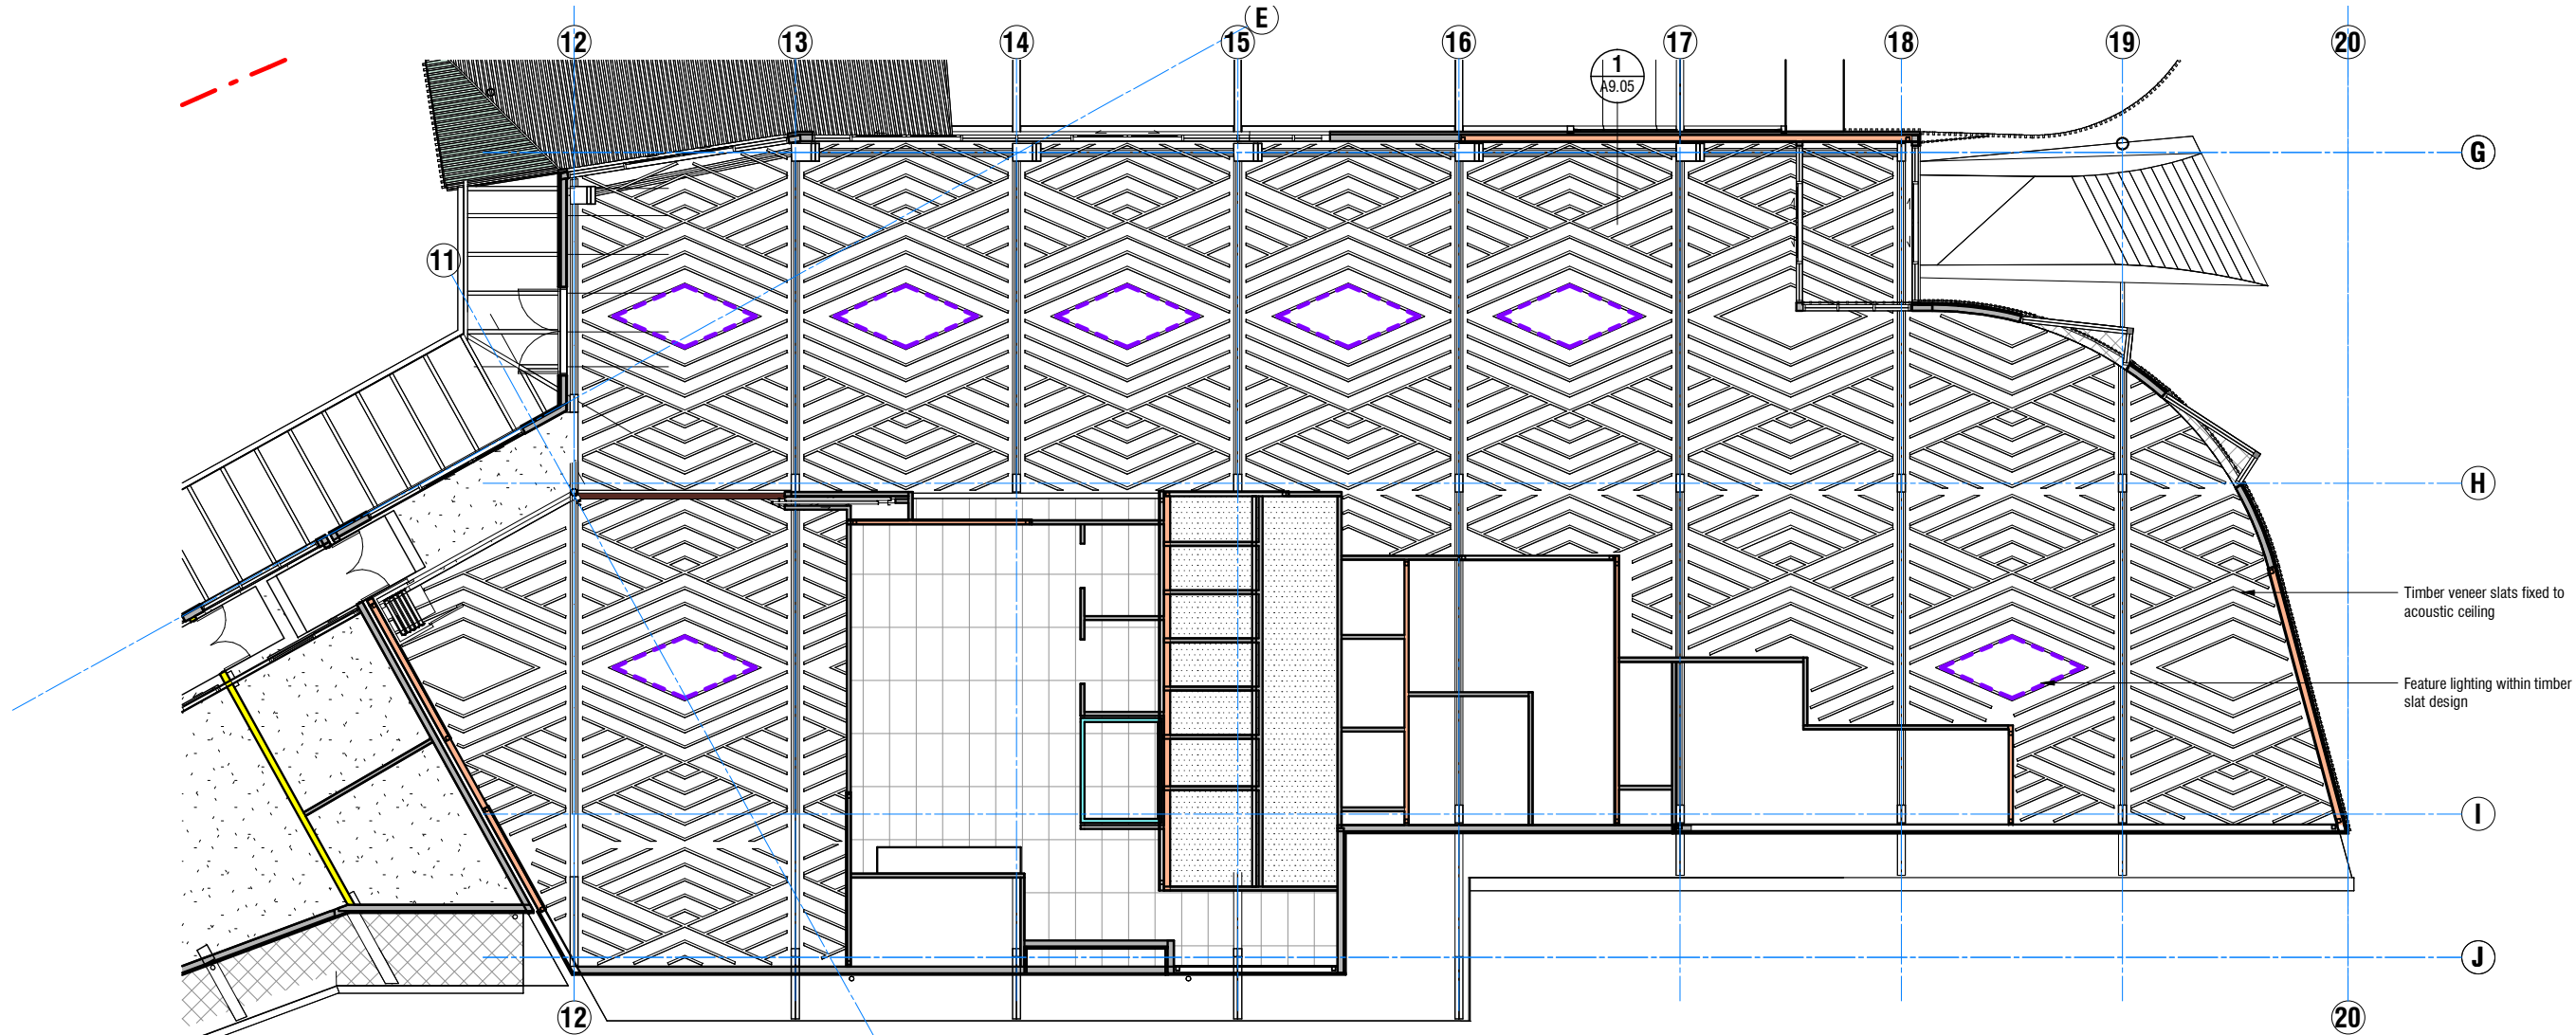 E
12
13
14
15
16
17
18
19
20
1
A9.05
G
11
H
Timber veneer slats fixed to
acoustic ceiling
Feature lighting within timber
slat design
I
J
12
20